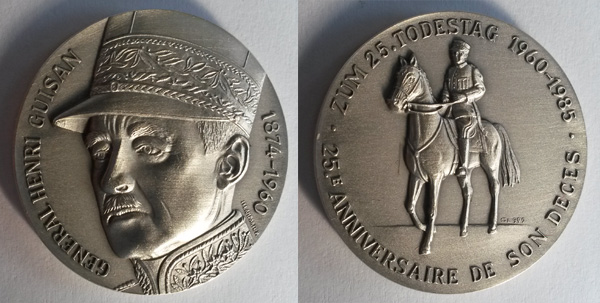 GENERAL HENRI GUISAN
1874-1960
· ZUM 25. TODESTAG 1960-1985 ·
25E ANNIVERSAIRE DE SON DECES